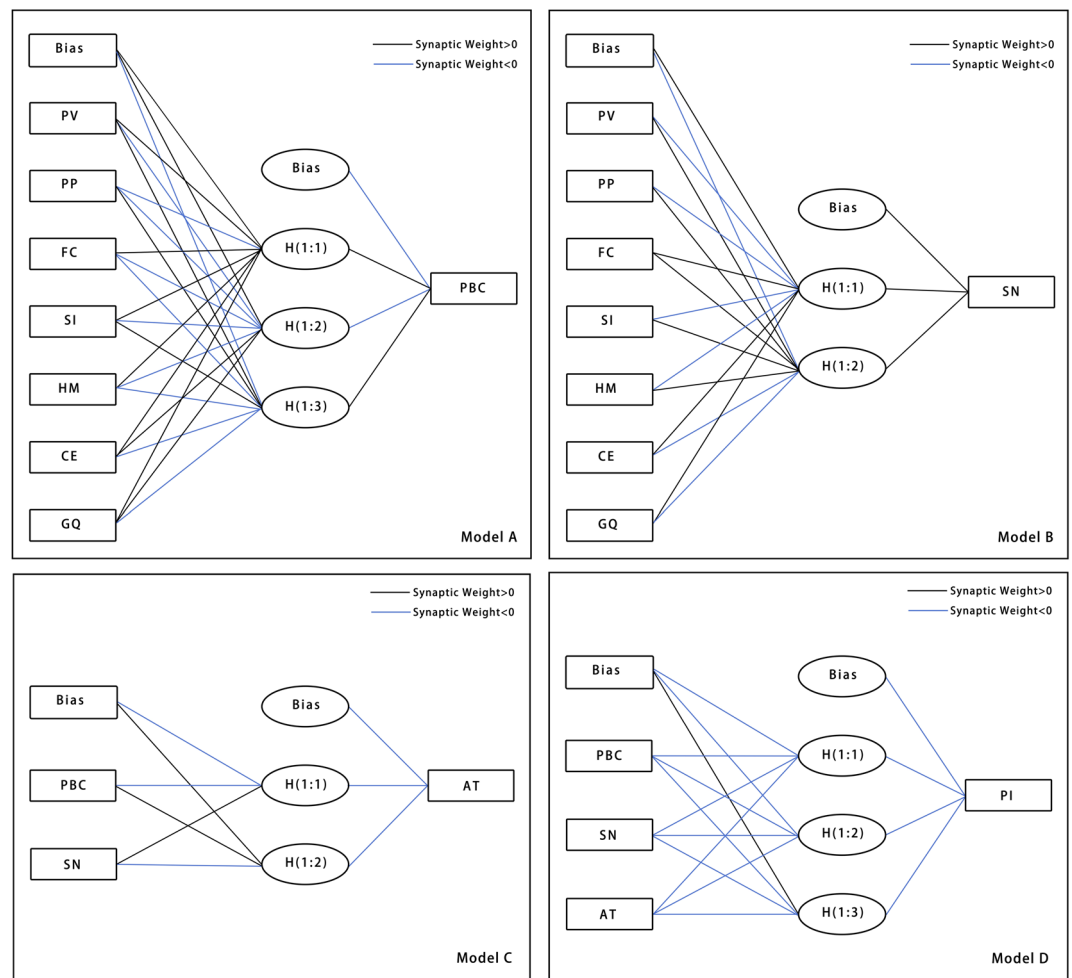 Bias
Synaptic Weight>0
Synaptic Weight<0
PV
PP
Bias
FC
H(1:1)
PBC
SI
H(1:2)
HM
H(1:3)
CE
GQ
Model A
Bias
Synaptic Weight>0
Synaptic Weight<0
PV
PP
Bias
FC
H(1:1)
SN
SI
H(1:2)
HM
CE
GQ
Model B
Synaptic Weight>0
Synaptic Weight<0
Bias
Bias
PBC
H(1:1)
AT
SN
H(1:2)
Model C
Synaptic Weight>0
Synaptic Weight<0
Bias
Bias
PBC
H(1:1)
PI
SN
H(1:2)
AT
H(1:3)
Model D